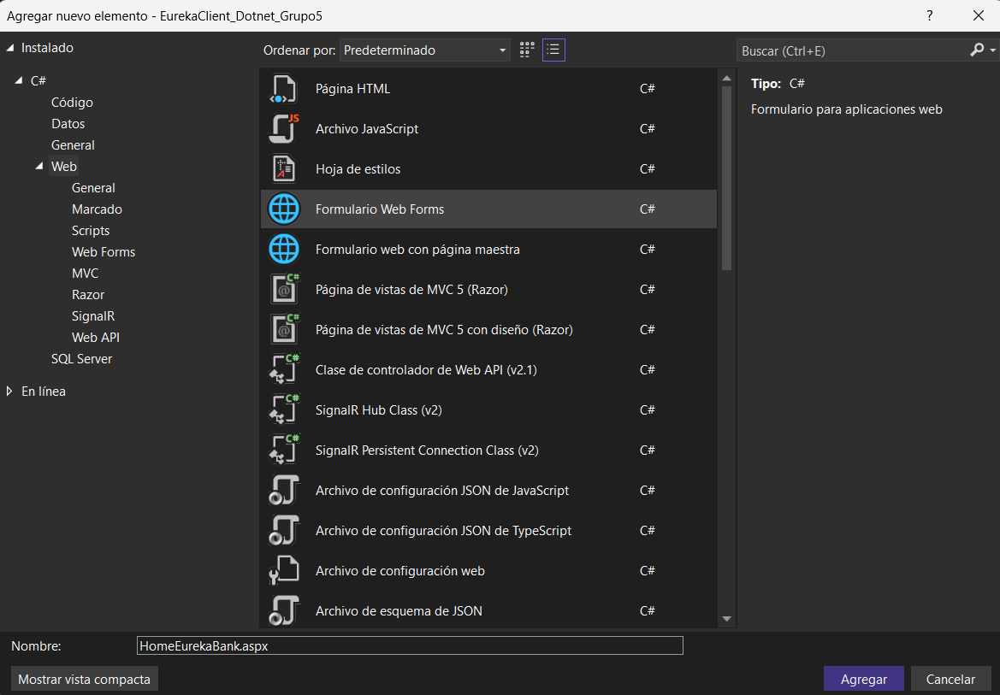 Agregar nuevo elemento - EurekaClient_Dotnet_Grupo5
?
Instalado
C#
Código
Datos
General
Web
General
Marcado
Scripts
Web Forms
MVC
Razor
SignalR
Web API
SQL Server
En línea
Ordenar por: Predeterminado
Página HTML C#
Archivo JavaScript C#
Hoja de estilos C#
Formulario Web Forms C#
Formulario web con página maestra C#
Página de vistas de MVC 5 (Razor) C#
Página de vistas de MVC 5 con diseño (Razor) C#
Clase de controlador de Web API (v2.1) C#
SignalR Hub Class (v2) C#
SignalR Persistent Connection Class (v2) C#
Archivo de configuración JSON de JavaScript C#
Archivo de configuración JSON de TypeScript C#
Archivo de configuración web C#
Archivo de esquema de JSON C#
Buscar (Ctrl+E)
Tipo: C#
Formulario para aplicaciones web
Nombre: HomeEurekaBank.aspx
Mostrar vista compacta
Agregar
Cancelar